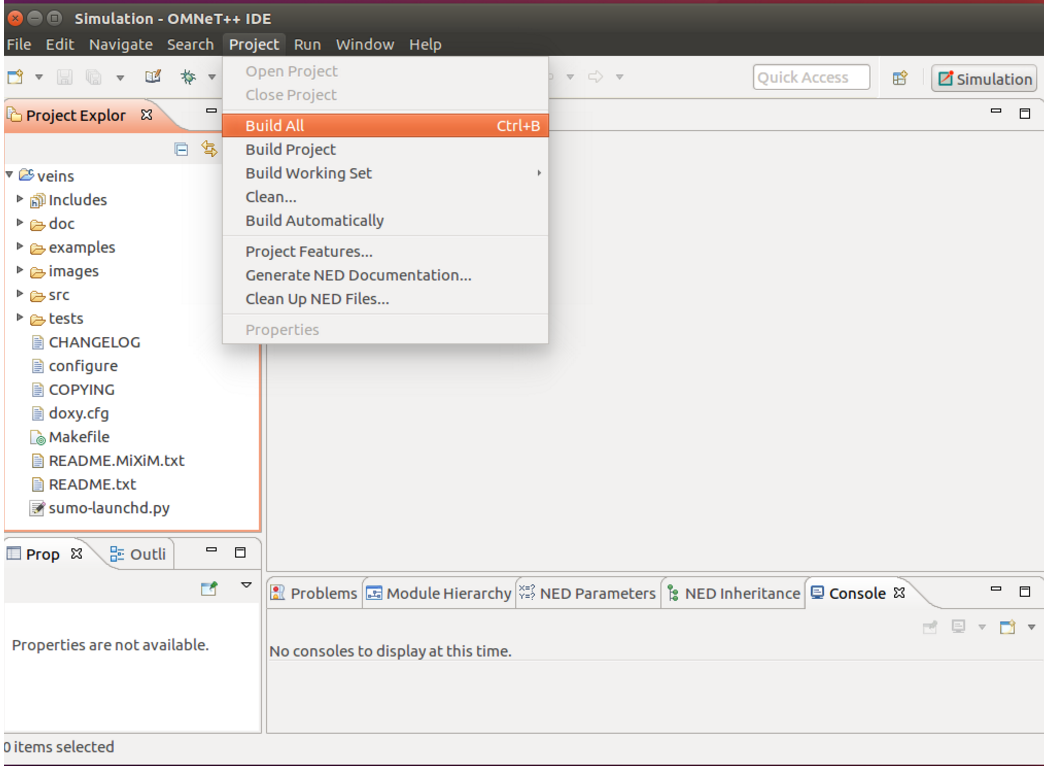 Simulation - OMNeT++ IDE
File Edit Navigate Search Project Run Window Help
Quick Access
Simulation
Open Project
Close Project
Build All Ctrl+B
Build Project
Build Working Set
Clean...
Build Automatically
Project Features...
Generate NED Documentation...
Clean Up NED Files...
Properties
Project Explor
veins
Includes
doc
examples
images
src
tests
CHANGELOG
configure
COPYING
doxy.cfg
Makefile
README.MiXiM.txt
README.txt
sumo-launchd.py
Prop Outli
Properties are not available.
Problems Module Hierarchy NED Parameters NED Inheritance Console
No consoles to display at this time.
0 items selected